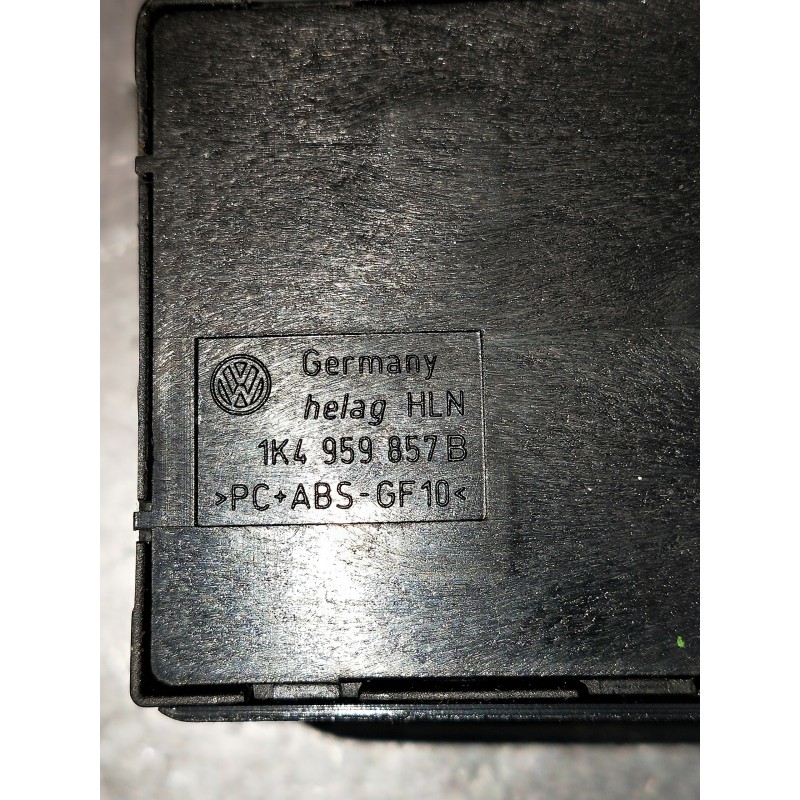 Germany
helag HLN
1K4 959 857 B
>PC+ABS-GF10<